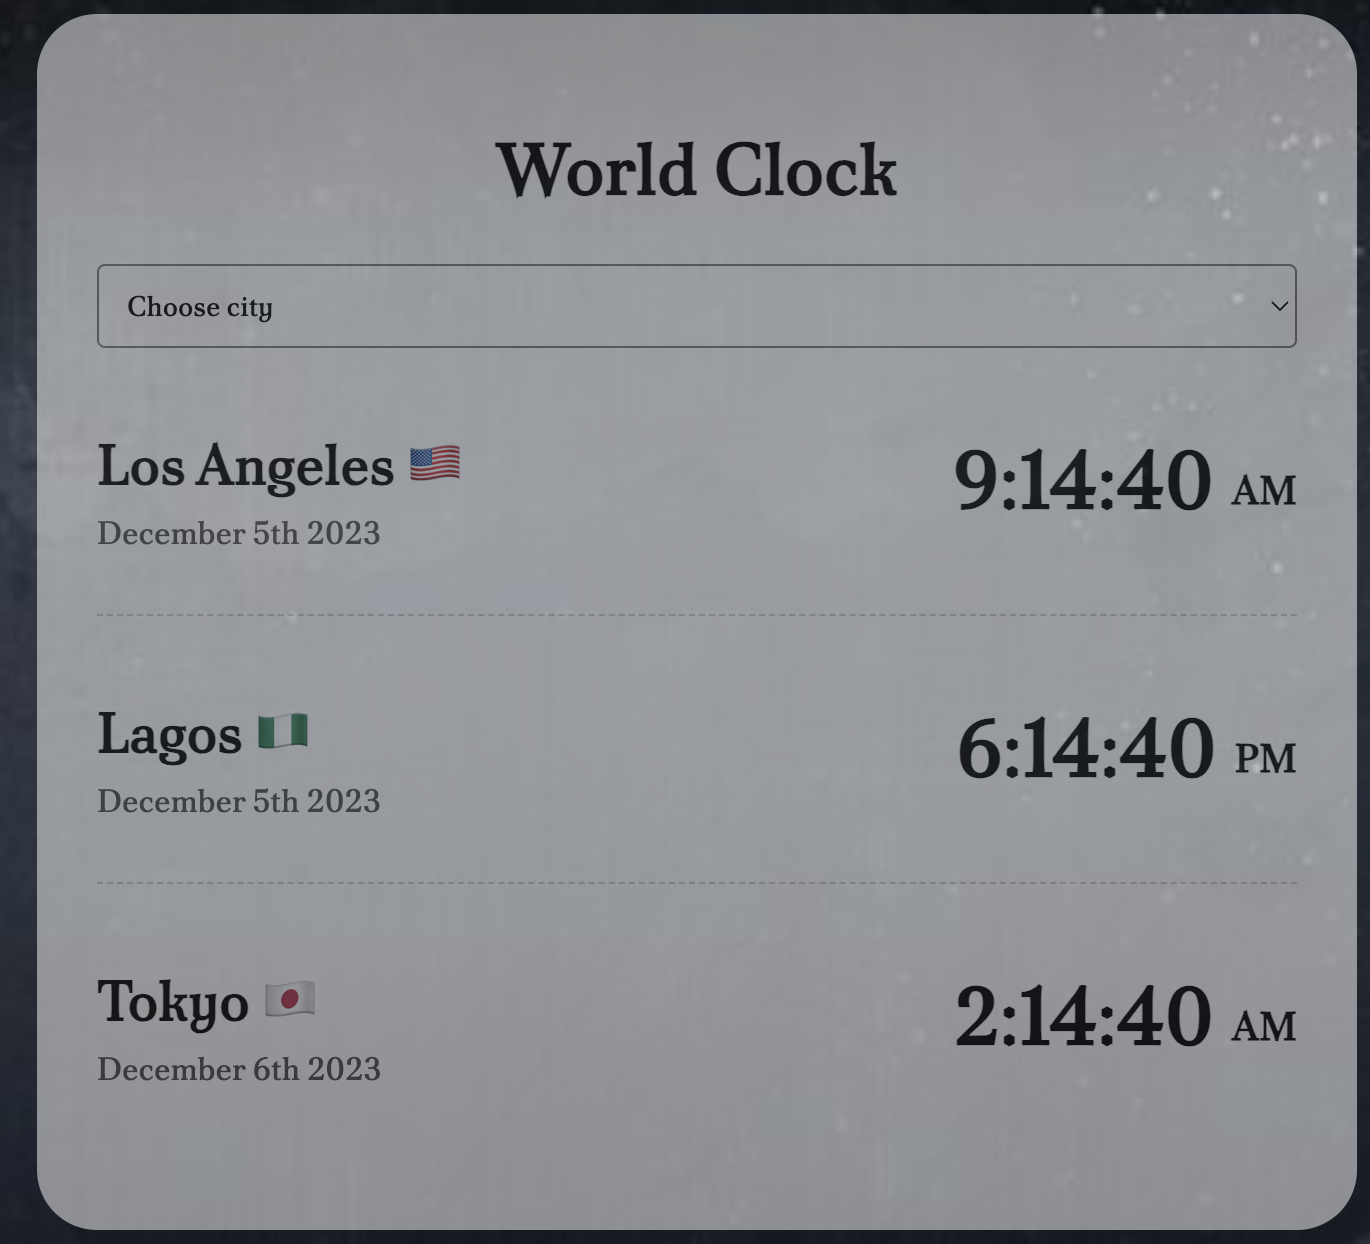 World Clock
Choose city
Los Angeles 🇺🇸
9:14:40 AM
December 5th 2023
Lagos 🇳🇬
6:14:40 PM
December 5th 2023
Tokyo 🇯🇵
2:14:40 AM
December 6th 2023